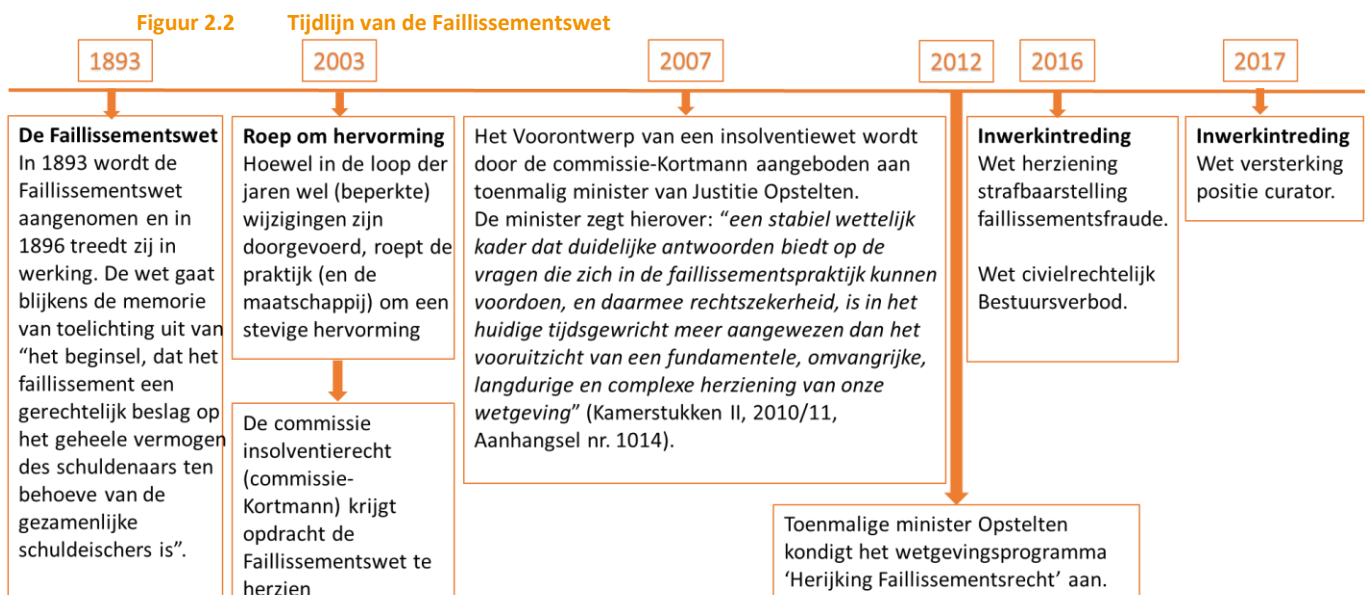 Figuur 2.2 Tijdlijn van de Faillissementswet
1893
2003
2007
2012
2016
2017
De Faillissementswet
In 1893 wordt de
Faillissementswet
aangenomen en in
1896 treedt zij in
werking. De wet gaat
blijkens de memorie
van toelichting uit van
“het beginsel, dat het
faillissement een
gerechtelijk beslag op
het geheele vermogen
des schuldenaars ten
behoeve van de
gezamenlijke
schuldeischers is”.
Roep om hervorming
Hoewel in de loop der
jaren wel (beperkte)
wijzigingen zijn
doorgevoerd, roept de
praktijk (en de
maatschappij) om een
stevige hervorming
De commissie
insolventierecht
(commissie-
Kortmann) krijgt
opdracht de
Faillissementswet te
herzien
Het Voorontwerp van een insolventiewet wordt
door de commissie-Kortmann aangeboden aan
toenmalig minister van Justitie Opstelten.
De minister zegt hierover: “een stabiel wettelijk
kader dat duidelijke antwoorden biedt op de
vragen die zich in de faillissementspraktijk kunnen
voordoen, en daarmee rechtszekerheid, is in het
huidige tijdsgewricht meer aangewezen dan het
vooruitzicht van een fundamentele, omvangrijke,
langdurige en complexe herziening van onze
wetgeving” (Kamerstukken II, 2010/11,
Aanhangsel nr. 1014).
Toenmalige minister Opstelten
kondigt het wetgevingsprogramma
‘Herijking Faillissementsrecht’ aan.
Inwerkintreding
Wet herziening
strafbaarstelling
faillissementsfraude.
Wet civielrechtelijk
Bestuursverbod.
Inwerkintreding
Wet versterking
positie curator.